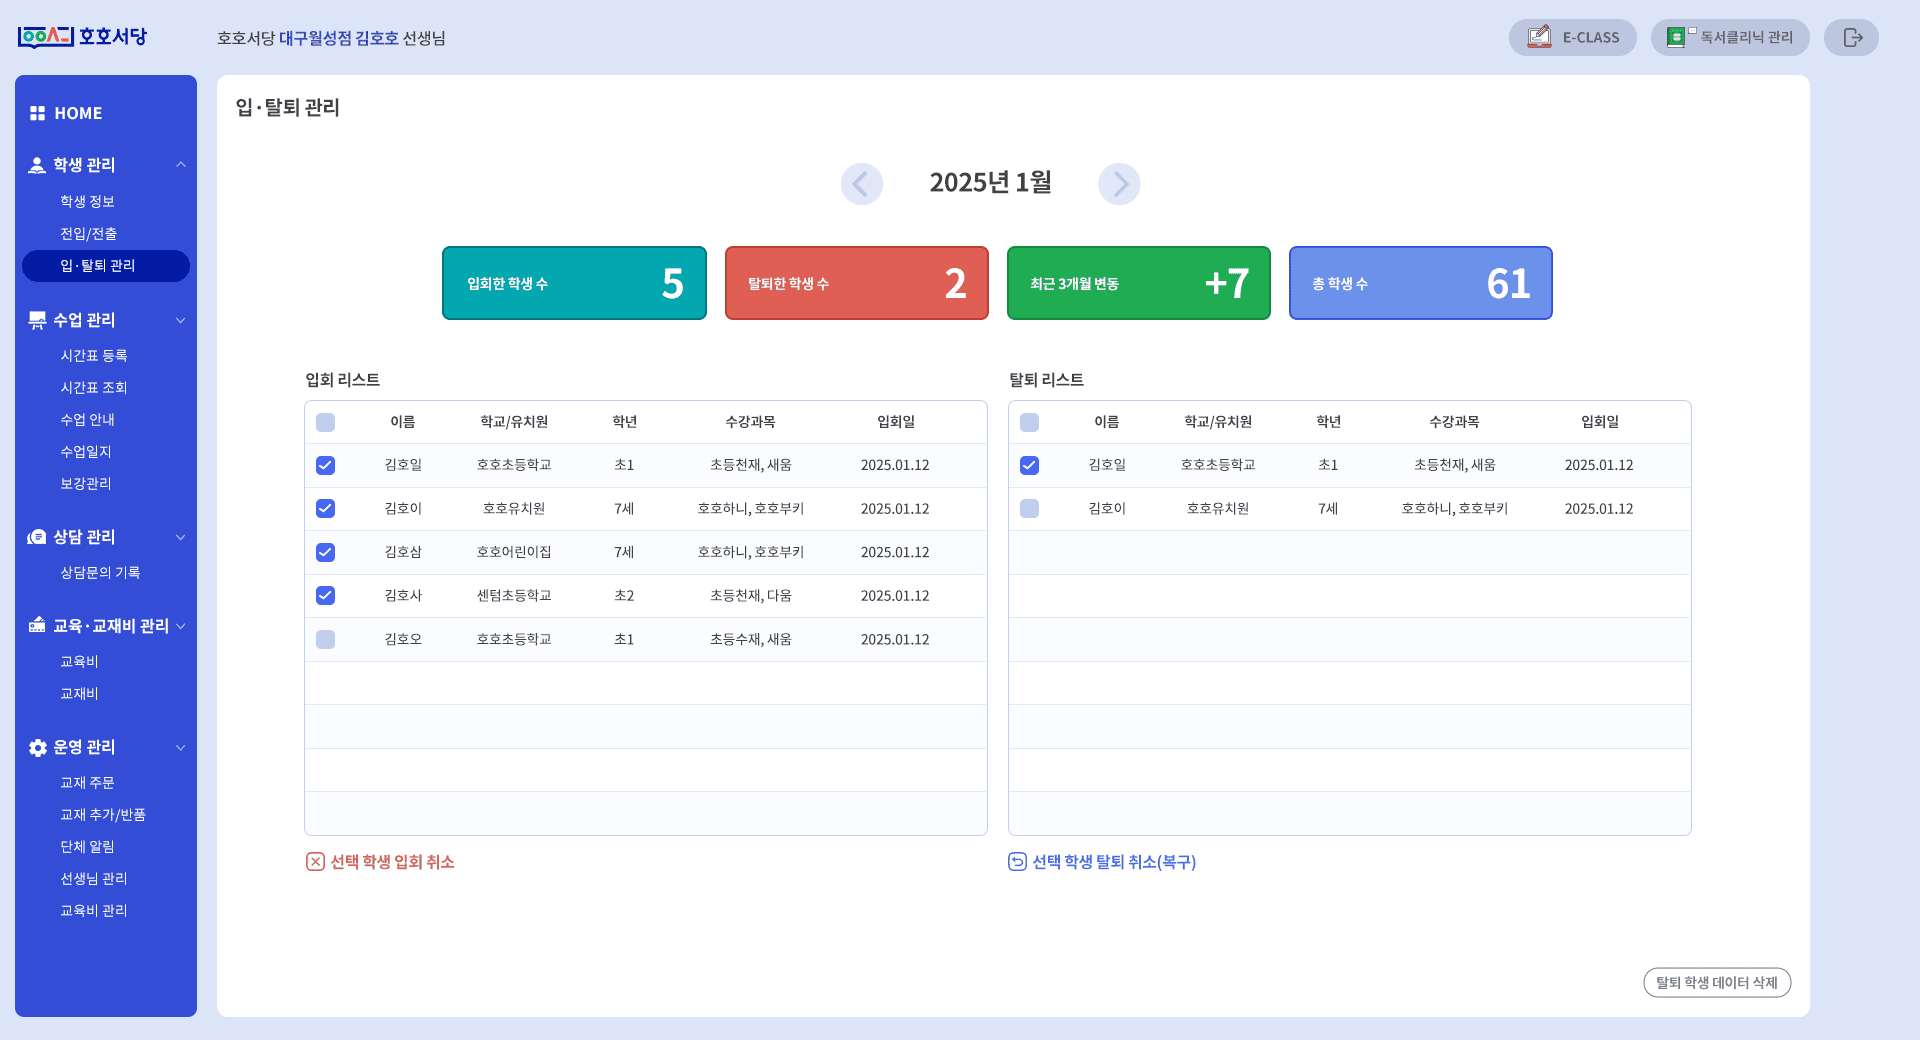 호호서당
호호서당 대구월성점 김호호 선생님
E-CLASS
독서클리닉 관리
HOME
학생 관리
학생 정보
전입/전출
입·탈퇴 관리
수업 관리
시간표 등록
시간표 조회
수업 안내
수업일지
보강관리
상담 관리
상담문의 기록
교육·교재비 관리
교육비
교재비
운영 관리
교재 주문
교재 추가/반품
단체 알림
선생님 관리
교육비 관리
입·탈퇴 관리
2025년 1월
입회한 학생 수 5
탈퇴한 학생 수 2
최근 3개월 변동 +7
총 학생 수 61
입회 리스트
이름 학교/유치원 학년 수강과목 입회일
김호일 호호초등학교 초1 초등천재, 새움 2025.01.12
김호이 호호유치원 7세 호호하니, 호호부키 2025.01.12
김호삼 호호어린이집 7세 호호하니, 호호부키 2025.01.12
김호사 센텀초등학교 초2 초등천재, 다움 2025.01.12
김호오 호호초등학교 초1 초등수재, 새움 2025.01.12
선택 학생 입회 취소
탈퇴 리스트
이름 학교/유치원 학년 수강과목 입회일
김호일 호호초등학교 초1 초등천재, 새움 2025.01.12
김호이 호호유치원 7세 호호하니, 호호부키 2025.01.12
선택 학생 탈퇴 취소(복구)
탈퇴 학생 데이터 삭제